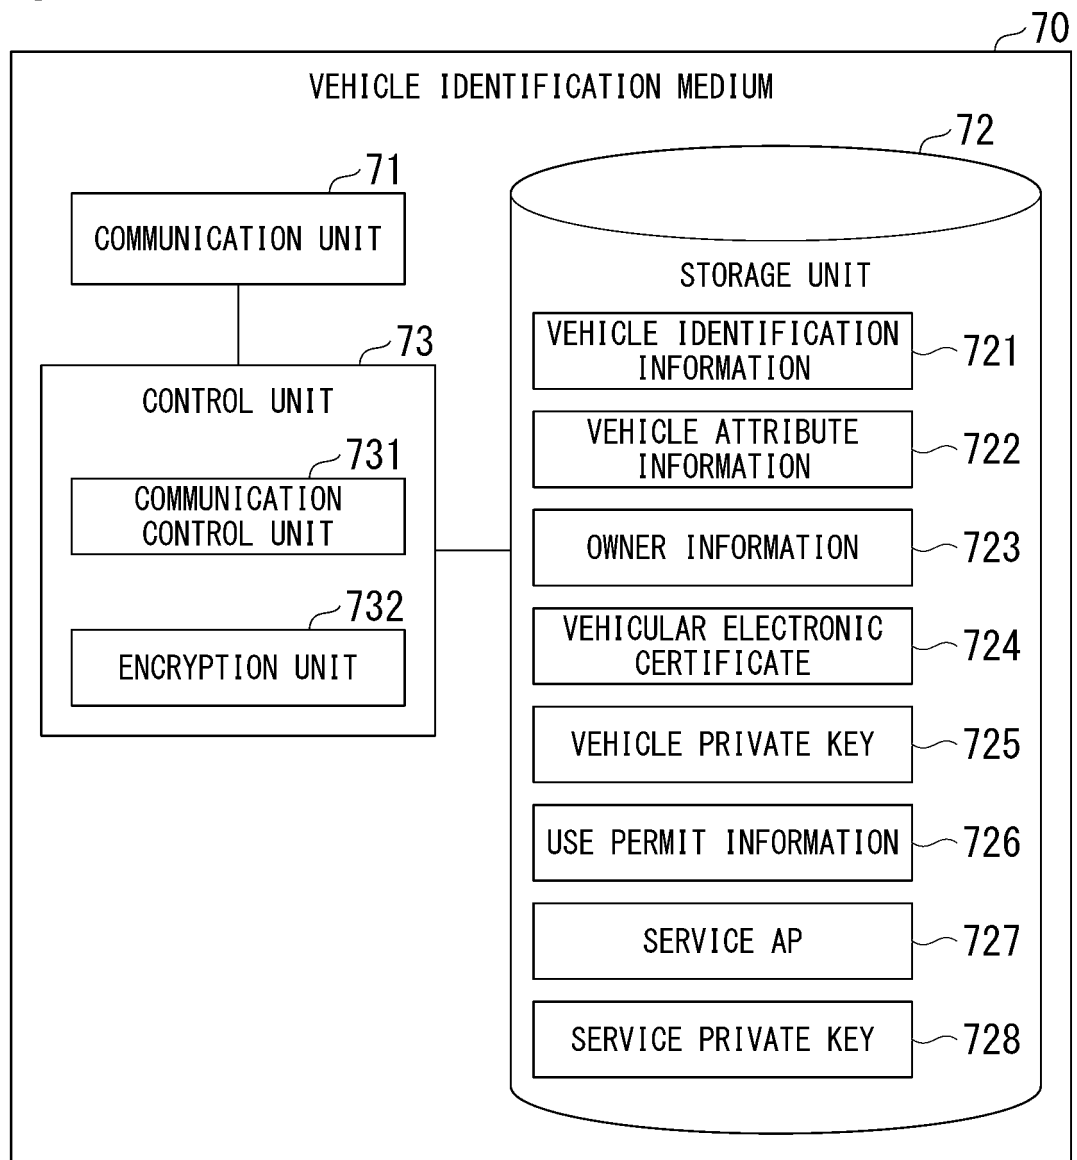 70
VEHICLE IDENTIFICATION MEDIUM
72
71
COMMUNICATION UNIT
STORAGE UNIT
73
CONTROL UNIT
731
COMMUNICATION
CONTROL UNIT
732
ENCRYPTION UNIT
VEHICLE IDENTIFICATION
INFORMATION
721
VEHICLE ATTRIBUTE
INFORMATION
722
OWNER INFORMATION
723
VEHICULAR ELECTRONIC
CERTIFICATE
724
VEHICLE PRIVATE KEY
725
USE PERMIT INFORMATION
726
SERVICE AP
727
SERVICE PRIVATE KEY
728